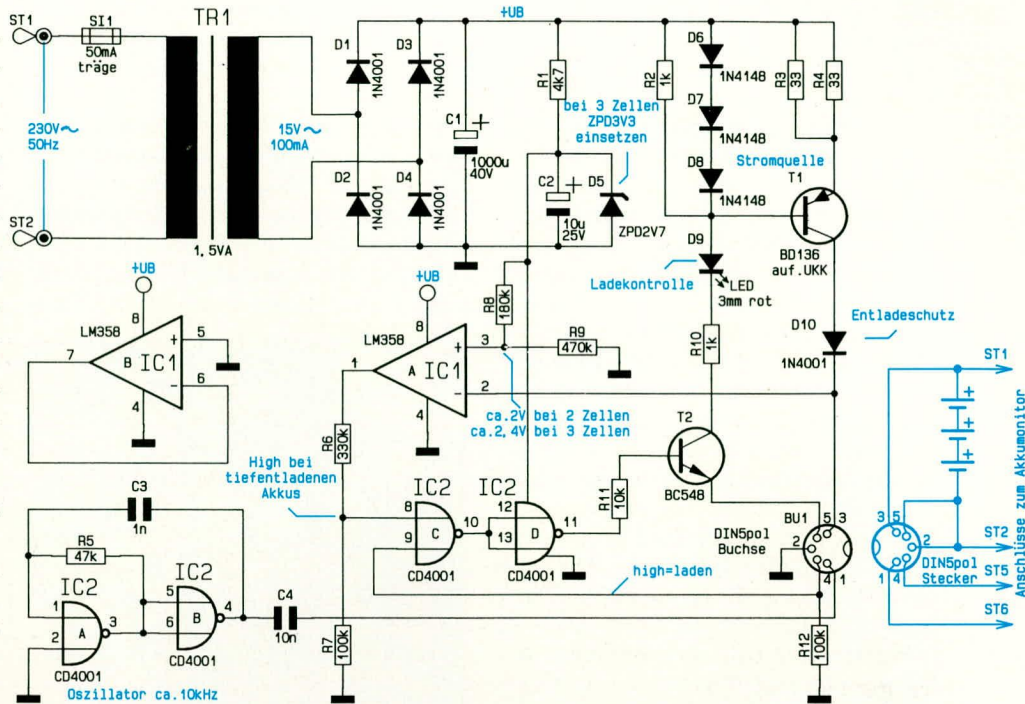 ST1
SI1
50mA
träge
TR1
230V~
50Hz
15V~
100mA
ST2
1,5VA
D1
1N4001
D3
1N4001
D2
1N4001
D4
1N4001
+UB
C1
+
1000u
40V
R1
4k7
bei 3 Zellen
ZPD3V3
einsetzen
C2
+
10u
25V
D5
ZPD2V7
R2
1k
D6
1N4148
D7
1N4148
D8
1N4148
R3
33
R4
33
Stromquelle
T1
BD136
auf.UKK
D9
LED
3mm rot
Ladekontrolle
R10
1k
D10
1N4001
Entladeschutz
+UB
8
LM358
7
B
IC1
+
5
-
6
4
+UB
8
LM358
1
A
IC1
+
3
-
2
4
R8
180k
R9
470k
ca.2V bei 2 Zellen
ca.2,4V bei 3 Zellen
R6
330k
High bei
tiefentladenen
Akkus
T2
BC548
R11
10k
IC2
8
9
C
10
CD4001
IC2
12
13
D
11
CD4001
high=laden
BU1
DIN5pol
Buchse
2
5
3
4
1
R12
100k
R7
100k
C3
1n
R5
47k
IC2
1
2
A
3
CD4001
IC2
5
6
B
4
CD4001
C4
10n
Oszillator ca.10kHz
ST1
+
+
+
3
5
2
1
4
DIN5pol
Stecker
ST2
ST5
ST6
Anschlüsse zum Akkumonitor